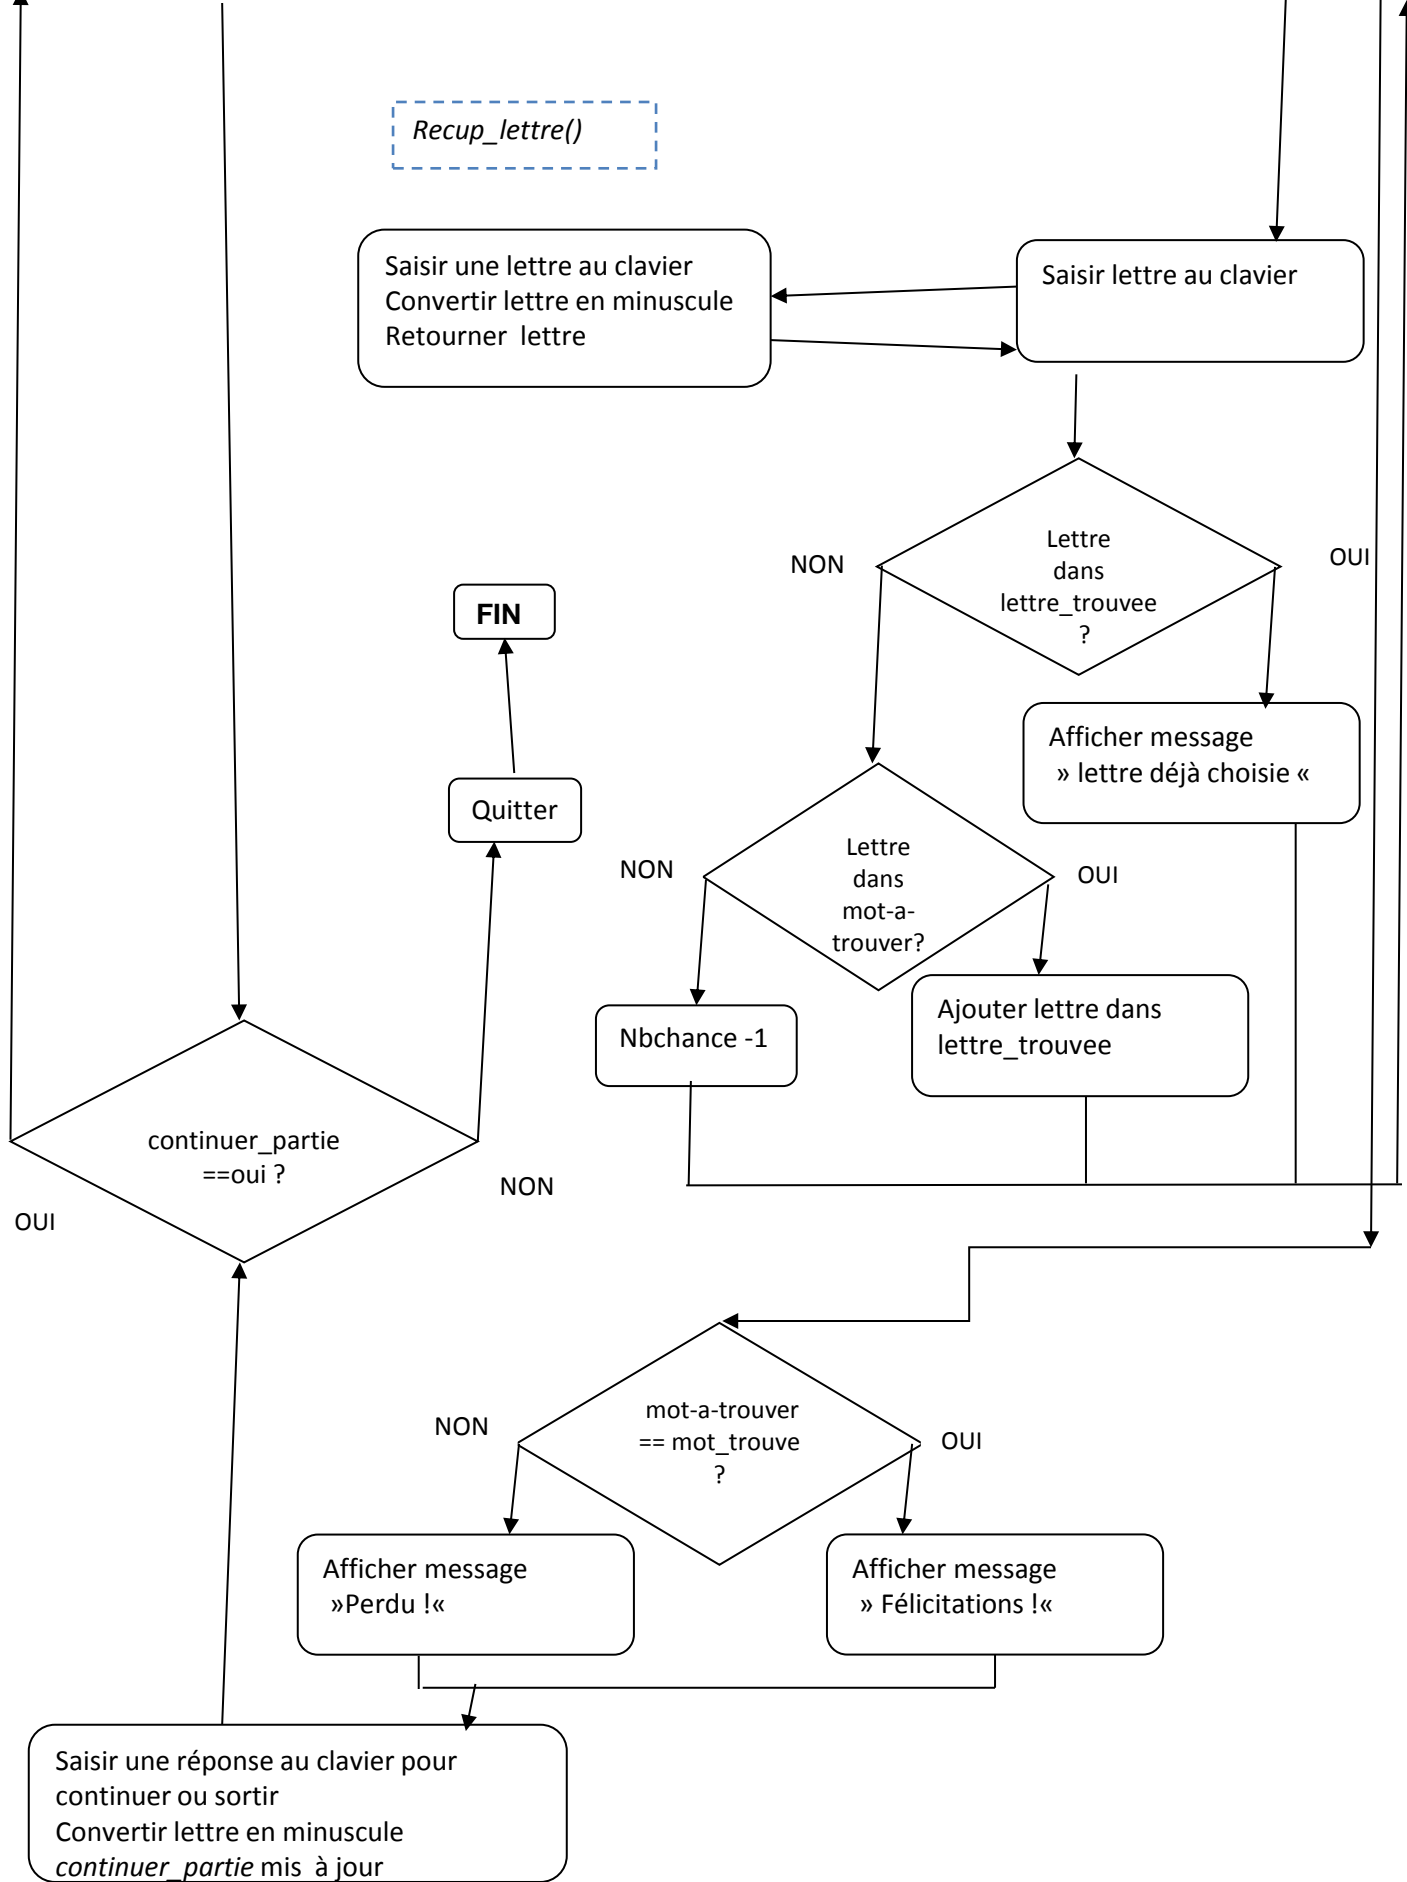 Recup_lettre()
Saisir une lettre au clavier
Convertir lettre en minuscule
Retourner lettre
Saisir lettre au clavier
NON
Lettre
dans
lettre_trouvee
?
OUI
FIN
Afficher message
» lettre déjà choisie «
Quitter
NON
Lettre
dans
mot-a-
trouver?
OUI
Nbchance -1
Ajouter lettre dans
lettre_trouvee
continuer_partie
==oui ?
NON
OUI
NON
mot-a-trouver
== mot_trouve
?
OUI
Afficher message
»Perdu !«
Afficher message
» Félicitations !«
Saisir une réponse au clavier pour
continuer ou sortir
Convertir lettre en minuscule
continuer_partie mis à jour